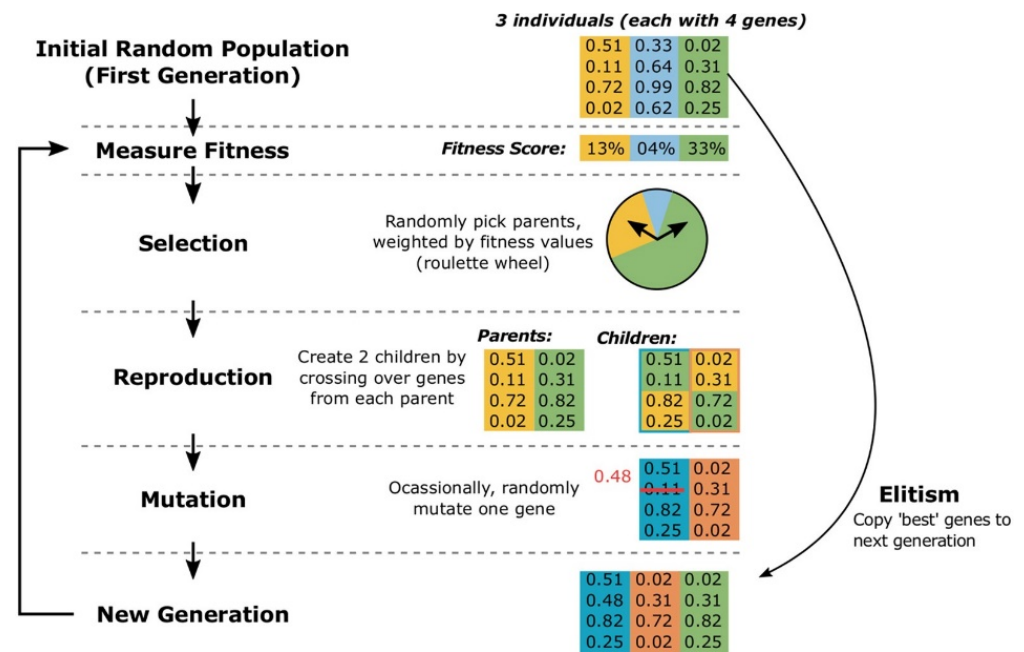 3 individuals (each with 4 genes)
Initial Random Population
(First Generation)
0.51 0.33 0.02
0.11 0.64 0.31
0.72 0.99 0.82
0.02 0.62 0.25
Measure Fitness
Fitness Score: 13% 04% 33%
Selection
Randomly pick parents,
weighted by fitness values
(roulette wheel)
Reproduction
Create 2 children by
crossing over genes
from each parent
Parents:
0.51 0.02
0.11 0.31
0.72 0.82
0.02 0.25
Children:
0.51 0.02
0.11 0.31
0.82 0.72
0.25 0.02
Mutation
Ocassionally, randomly
mutate one gene
0.48
0.51 0.02
0.11 0.31
0.82 0.72
0.25 0.02
Elitism
Copy 'best' genes to
next generation
New Generation
0.51 0.02 0.02
0.48 0.31 0.31
0.82 0.72 0.82
0.25 0.02 0.25